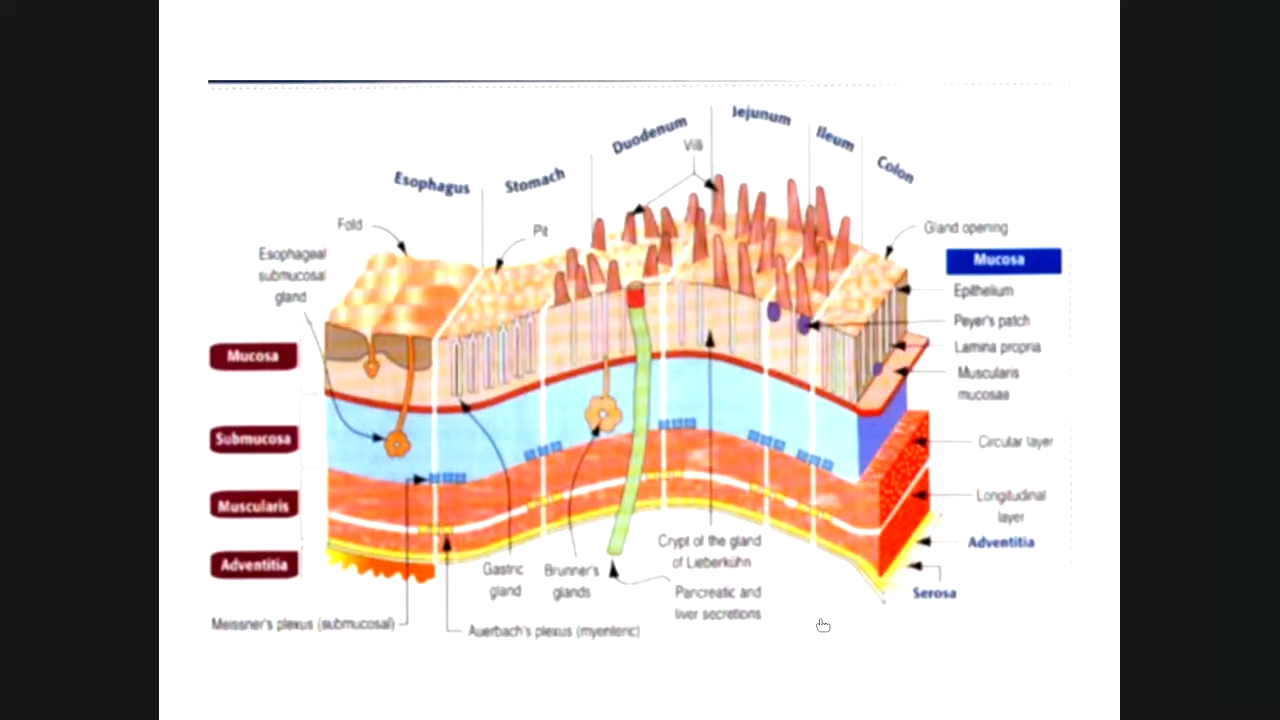 Esophagus
Stomach
Duodenum
Jejunum
Ileum
Colon
Villi
Fold
Pit
Gland opening
Esophageal
submucosal
gland
Mucosa
Epithelium
Peyer's patch
Lamina propria
Muscularis
mucosae
Mucosa
Submucosa
Muscularis
Adventitia
Circular layer
Longitudinal
layer
Adventitia
Serosa
Gastric
gland
Brunner's
glands
Crypt of the gland
of Lieberkühn
Pancreatic and
liver secretions
Meissner's plexus (submucosal)
Auerbach's plexus (myenteric)